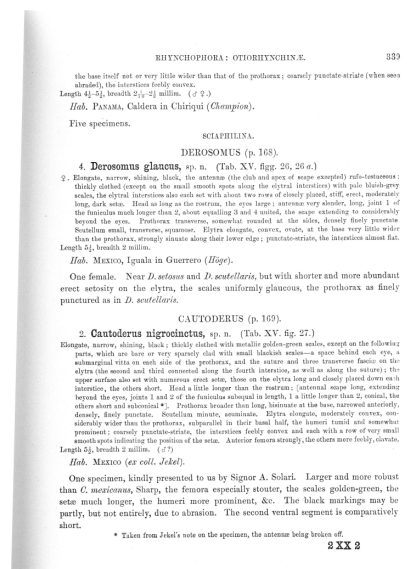 RHYNCHOPHORA: OTIORHYNCHINÆ. 339
the base itself not or very little wider than that of the prothorax; coarsely punctate-striate (when seen
abraded), the interstices feebly convex.
Length 4½–5¼, breadth millim. (♂ ♀.)
Hab. PANAMA, Caldera in Chiriqui (Champion).
Five specimens.
SCIAPHILINA.
DEROSOMUS (p. 168).
4. Derosomus glaucus, sp. n. (Tab. XV. figg. 26, 26 a.)
♀. Elongate, narrow, shining, black, the antennæ (the club and apex of scape excepted) rufo-testaceous;
thickly clothed (except on the small smooth spots along the elytral interstices) with pale bluish-grey
scales, the elytral interstices also each set with about two rows of closely placed, stiff, erect, moderately
long, dark setæ. Head as long as the rostrum, the eyes large; antennæ very slender, long, joint 1 of
the funiculus much longer than 2, about equalling 3 and 4 united, the scape extending to considerably
beyond the eyes. Prothorax transverse, somewhat rounded at the sides, densely finely punctate.
Scutellum small, transverse, squamose. Elytra elongate, convex, ovate, at the base very little wider
than the prothorax, strongly sinuate along their lower edge; punctate-striate, the interstices almost flat.
Length 5½, breadth 2 millim.
Hab. MEXICO, Iguala in Guerrero (Höge).
One female. Near D. setosus and D. scutellaris, but with shorter and more abundant
erect setosity on the elytra, the scales uniformly glaucous, the prothorax as finely
punctured as in D. scutellaris.
CAUTODERUS (p. 169).
2. Cautoderus nigrocinctus, sp. n. (Tab. XV. fig. 27.)
Elongate, narrow, shining, black; thickly clothed with metallic golden-green scales, except on the following
parts, which are bare or very sparsely clad with small blackish scales—a space behind each eye, a
submarginal vitta on each side of the prothorax, and the suture and three transverse fasciæ on the
elytra (the second and third connected along the fourth interstice, as well as along the suture); the
upper surface also set with numerous erect setæ, those on the elytra long and closely placed down each
interstice, the others short. Head a little longer than the rostrum; [antennal scape long, extending
beyond the eyes, joints 1 and 2 of the funiculus subequal in length, 1 a little longer than 2, conical, the
others short and subconical *]. Prothorax broader than long, bisinuate at the base, narrowed anteriorly,
densely, finely punctate. Scutellum minute, acuminate. Elytra elongate, moderately convex, con-
siderably wider than the prothorax, subparallel in their basal half, the humeri tumid and somewhat
prominent; coarsely punctate-striate, the interstices feebly convex and each with a row of very small
smooth spots indicating the position of the setæ. Anterior femora strongly, the others more feebly, clavate.
Length 5½, breadth 2 millim. (♂?)
Hab. MEXICO (ex coll. Jekel).
One specimen, kindly presented to us by Signor A. Solari. Larger and more robust
than C. mexicanus, Sharp, the femora especially stouter, the scales golden-green, the
setæ much longer, the humeri more prominent, &c. The black markings may be
partly, but not entirely, due to abrasion. The second ventral segment is comparatively
short.
* Taken from Jekel's note on the specimen, the antennæ being broken off.
2 XX 2